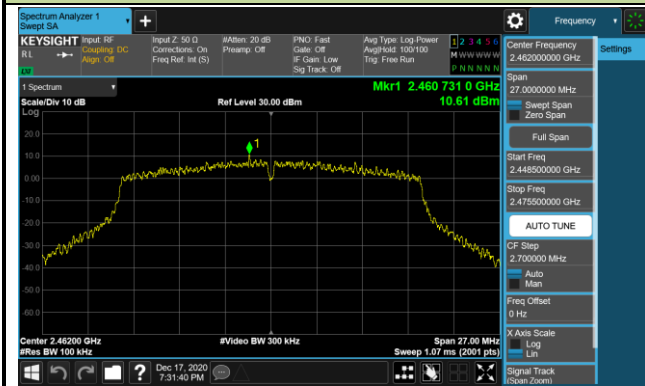 Spectrum Analyzer 1
Swept SA
Frequency
KEYSIGHT
Input: RF
Coupling: DC
Align: Off
Input Z: 50 Ω
Corrections: On
Freq Ref: Int (S)
#Atten: 20 dB
Preamp: Off
PNO: Fast
Gate: Off
IF Gain: Low
Sig Track: Off
Avg Type: Log-Power
Avg|Hold: 100/100
Trig: Free Run
1 2 3 4 5 6
M W W W W W
P N N N N N
R L
1 Spectrum
Scale/Div 10 dB
Log
Ref Level 30.00 dBm
Mkr1 2.460 731 0 GHz
10.61 dBm
1
20.0
10.0
0.00
-10.0
-20.0
-30.0
-40.0
-50.0
-60.0
Center 2.46200 GHz
#Res BW 100 kHz
#Video BW 300 kHz
Span 27.00 MHz
Sweep 1.07 ms (2001 pts)
Center Frequency
2.462000000 GHz
Settings
Span
27.0000000 MHz
Swept Span
Zero Span
Full Span
Start Freq
2.448500000 GHz
Stop Freq
2.475500000 GHz
AUTO TUNE
CF Step
2.700000 MHz
Auto
Man
Freq Offset
0 Hz
X Axis Scale
Log
Lin
Signal Track
(Span Zoom)
?
Dec 17, 2020
7:31:40 PM